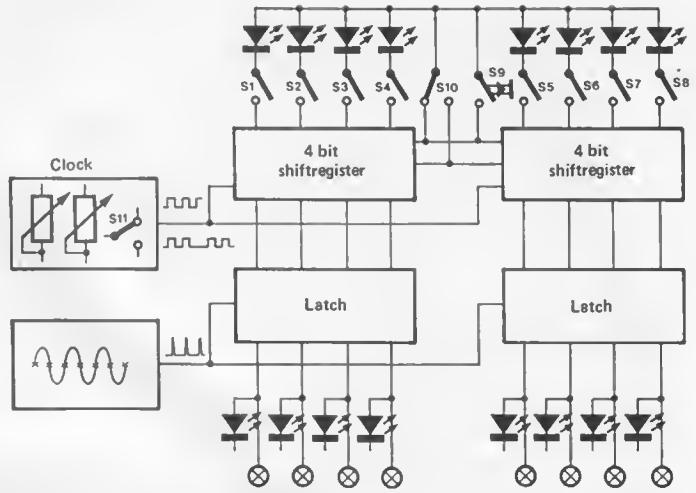 S1
S2
S3
S4
S10
S9
S5
S6
S7
S8
4 bit
shiftregister
4 bit
shiftregister
Clock
S11
Latch
Latch